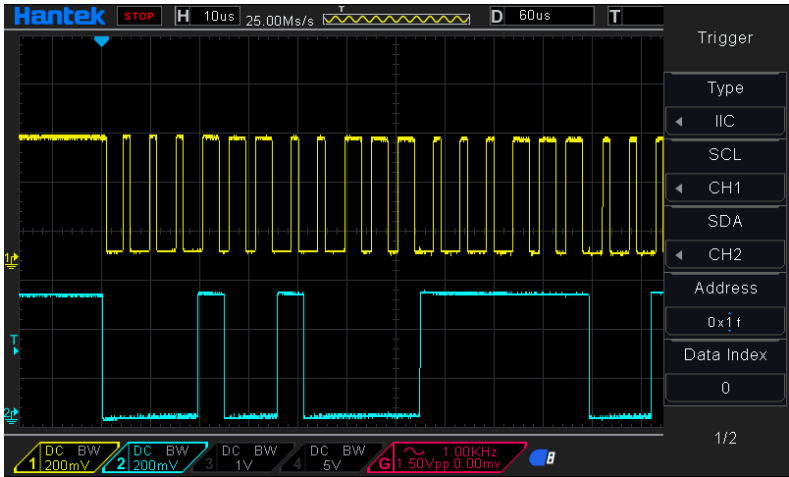 Hantek STOP H 10us 25.00Ms/s T D 60us T
Trigger
Type
IIC
SCL
CH1
SDA
CH2
Address
0x1f
Data Index
0
1/2
1
T
2
1 DC BW 200mV 2 DC BW 200mV 3 DC BW 1V 4 DC BW 5V G 1.00KHz 1.50Vpp 0.00mv